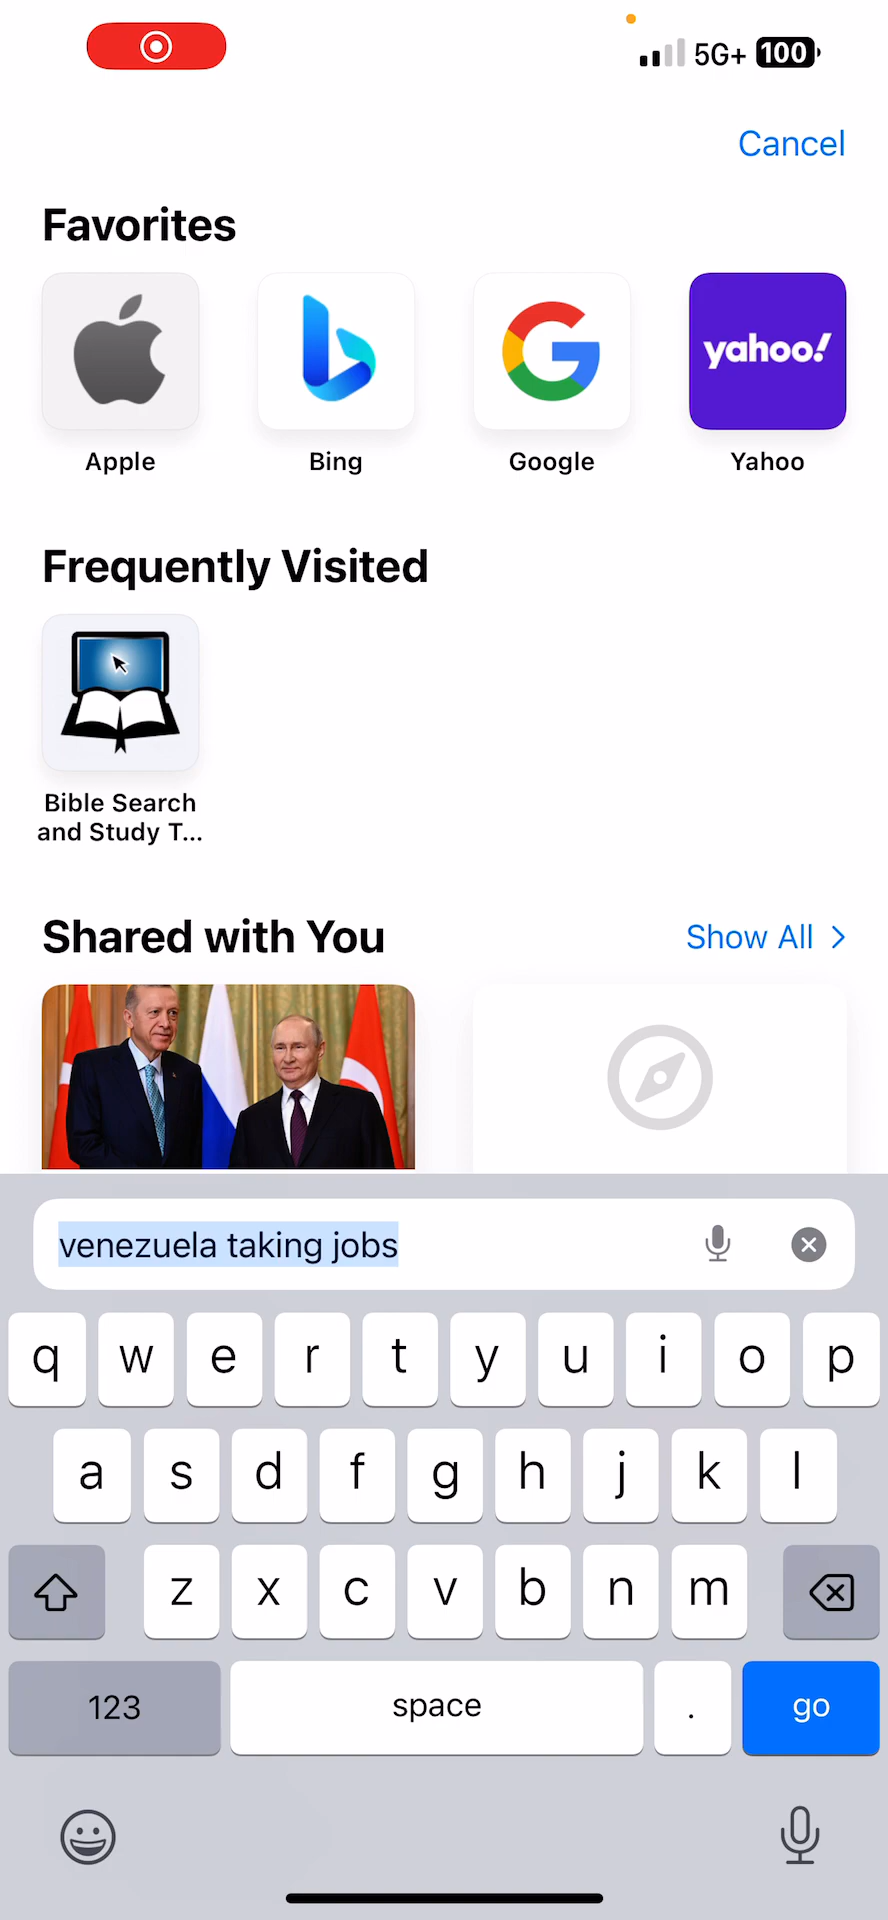 5G+ 100
Cancel
Favorites
yahoo!
Apple Bing Google Yahoo
Frequently Visited
Bible Search
and Study T...
Shared with You
Show All
venezuela taking jobs
q w e r t y u i o p
a s d f g h j k l
z x c v b n m
123 space . go